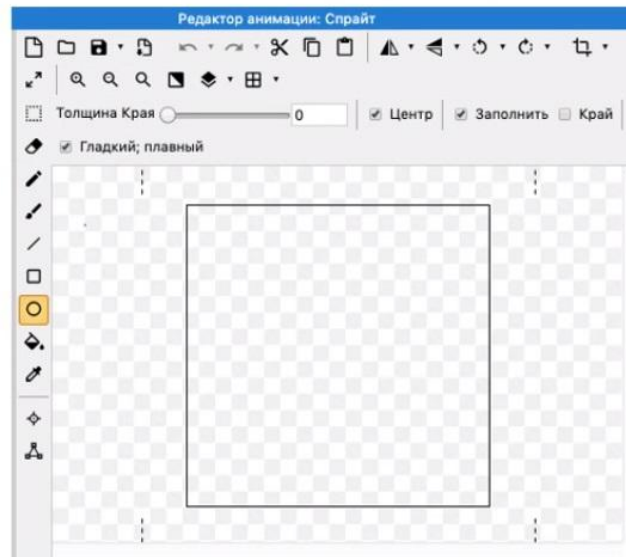 Редактор анимации: Спрайт
Толщина Края 0 Центр Заполнить Край
Гладкий; плавный